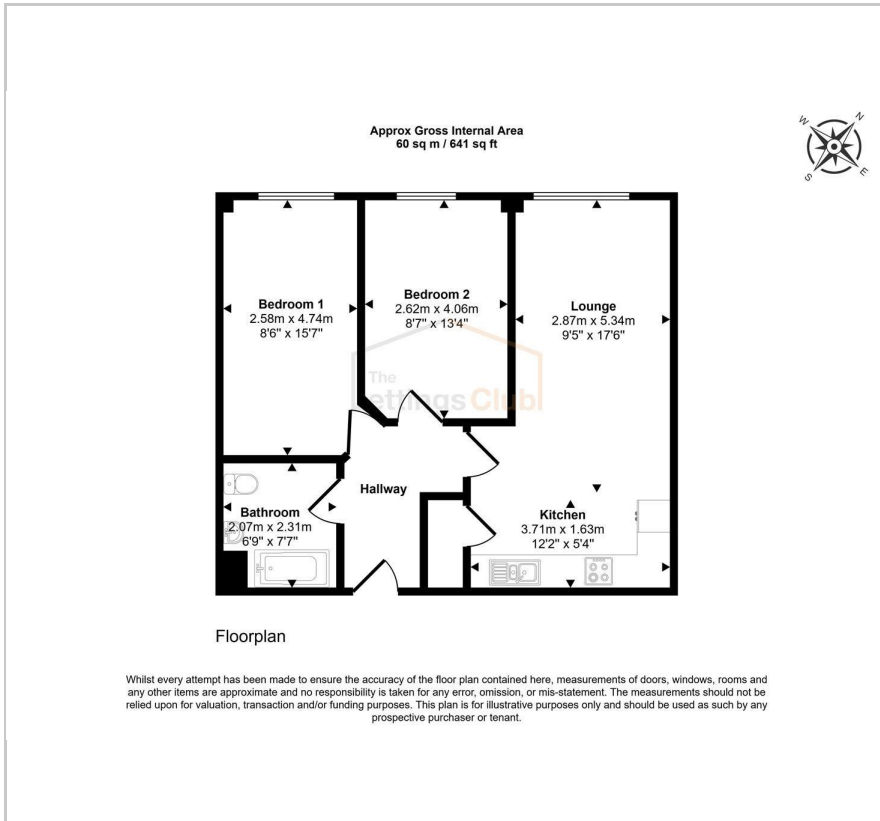 Approx Gross Internal Area
60 sq m / 641 sq ft
W
N
S
E
Bedroom 1
2.58m x 4.74m
8'6" x 15'7"
Bedroom 2
2.62m x 4.06m
8'7" x 13'4"
Lounge
2.87m x 5.34m
9'5" x 17'6"
The
ettings Club
Hallway
Bathroom
2.07m x 2.31m
6'9" x 7'7"
Kitchen
3.71m x 1.63m
12'2" x 5'4"
Floorplan
Whilst every attempt has been made to ensure the accuracy of the floor plan contained here, measurements of doors, windows, rooms and
any other items are approximate and no responsibility is taken for any error, omission, or mis-statement. The measurements should not be
relied upon for valuation, transaction and/or funding purposes. This plan is for illustrative purposes only and should be used as such by any
prospective purchaser or tenant.